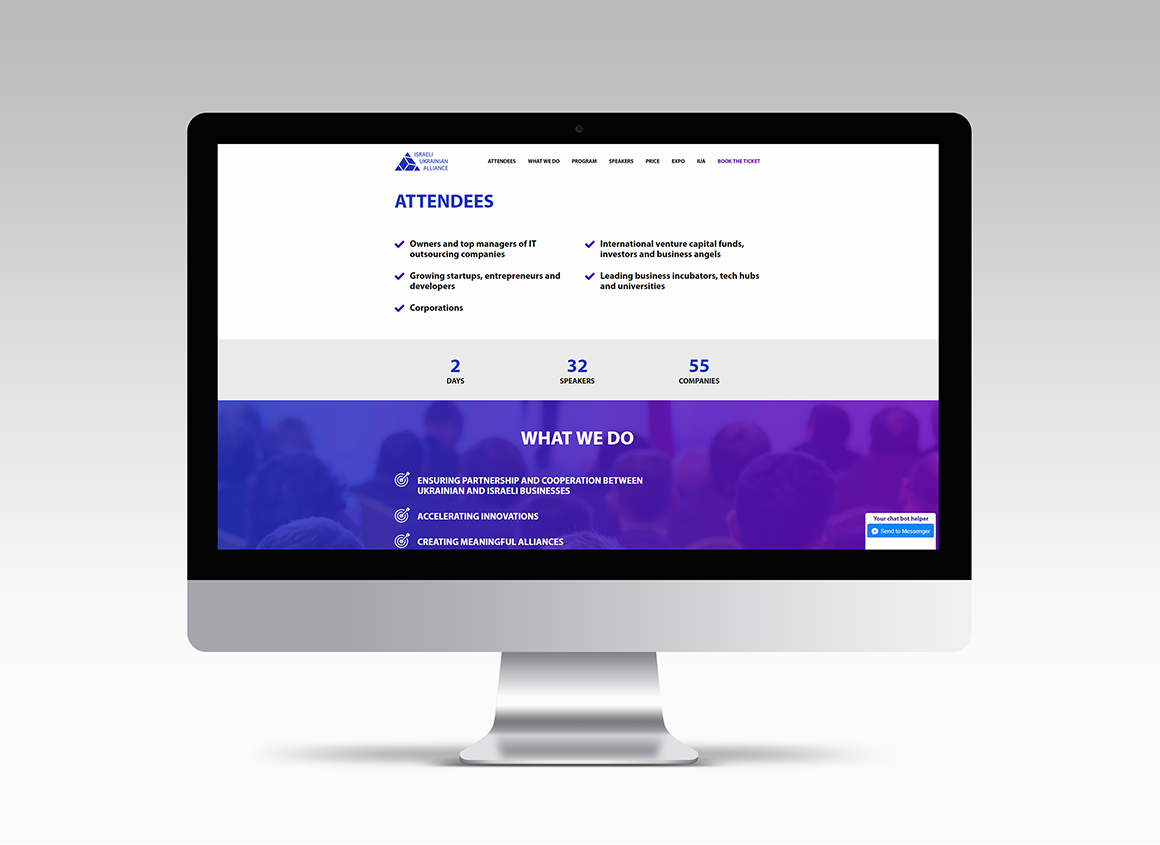 ISRAELI
UKRAINIAN
ALLIANCE
ATTENDEES WHAT WE DO PROGRAM SPEAKERS PRICE EXPO IUA BOOK THE TICKET
ATTENDEES
Owners and top managers of IT
outsourcing companies
Growing startups, entrepreneurs and
developers
Corporations
International venture capital funds,
investors and business angels
Leading business incubators, tech hubs
and universities
2
DAYS
32
SPEAKERS
55
COMPANIES
WHAT WE DO
ENSURING PARTNERSHIP AND COOPERATION BETWEEN
UKRAINIAN AND ISRAELI BUSINESSES
ACCELERATING INNOVATIONS
CREATING MEANINGFUL ALLIANCES
Your chat bot helper
Send to Messenger